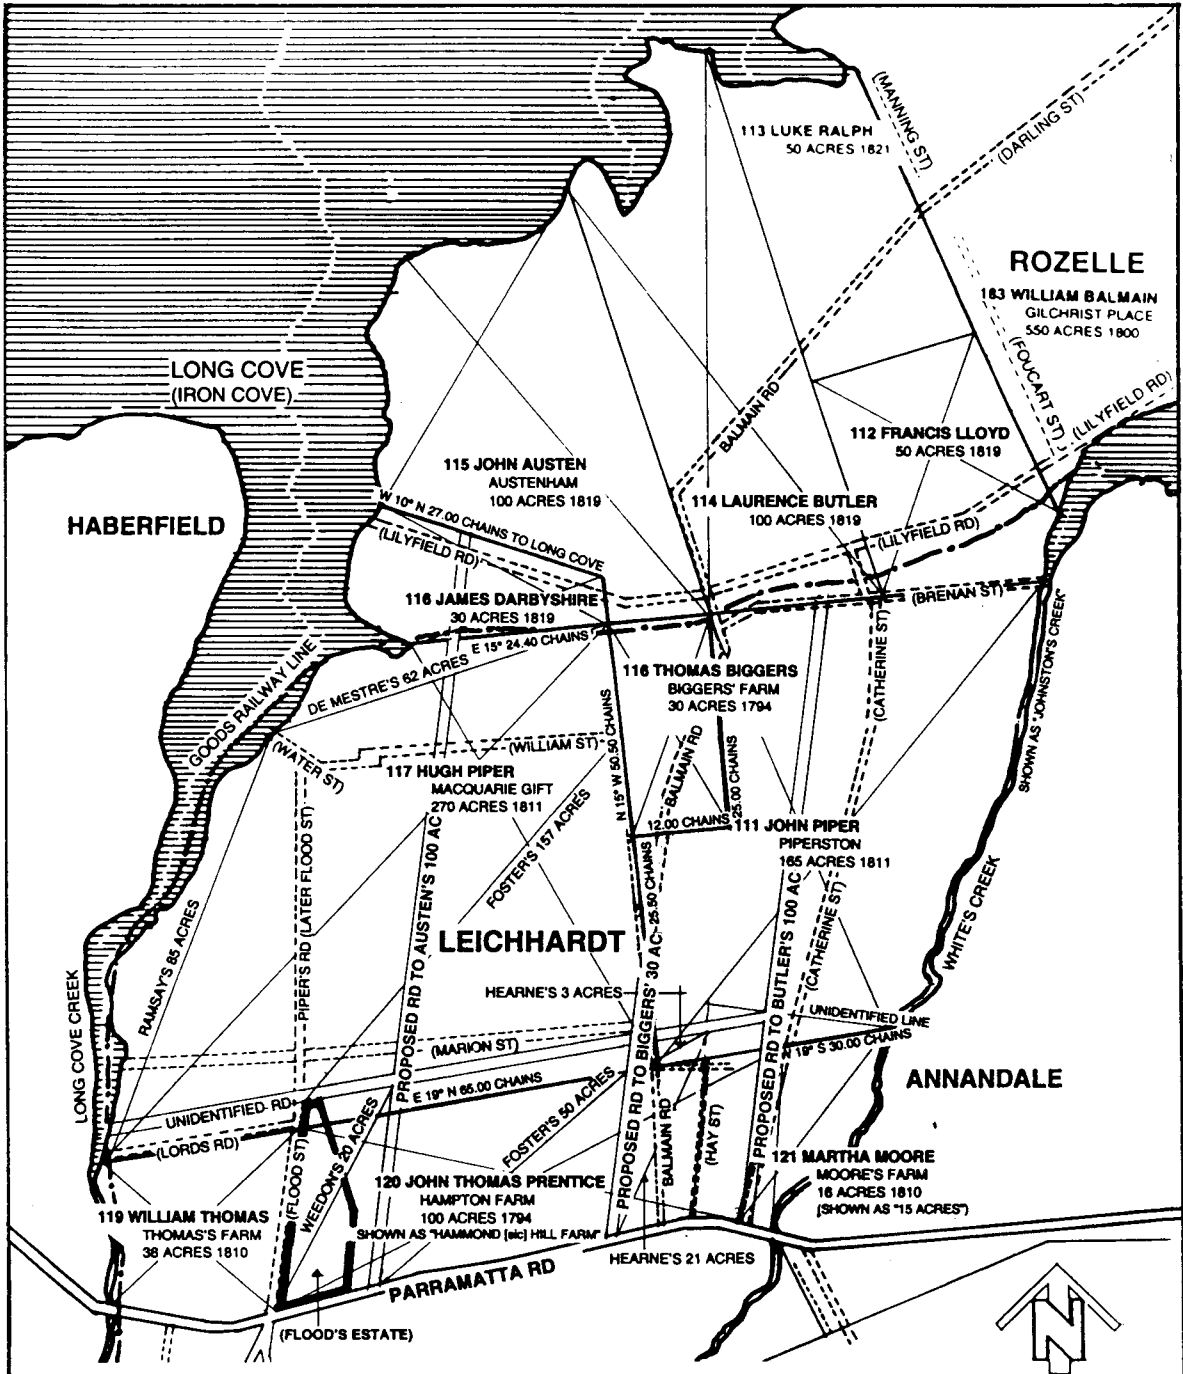 (MANNING ST)
(DARLING ST)
113 LUKE RALPH
50 ACRES 1821
ROZELLE
183 WILLIAM BALMAIN
GILCHRIST PLACE
550 ACRES 1800
(FOUCART ST)
(LILYFIELD RD)
LONG COVE
(IRON COVE)
BALMAIN RD
112 FRANCIS LLOYD
50 ACRES 1819
115 JOHN AUSTEN
AUSTENHAM
100 ACRES 1819
W 10° N 27.00 CHAINS TO LONG COVE
(LILYFIELD RD)
114 LAURENCE BUTLER
100 ACRES 1819
(LILYFIELD RD)
HABERFIELD
116 JAMES DARBYSHIRE
30 ACRES 1819
E 15° 24.40 CHAINS
(BRENAN ST)
(CATHERINE ST)
SHOWN AS "JOHNSTON'S CREEK"
DE MESTRE'S 62 ACRES
116 THOMAS BIGGERS
BIGGERS' FARM
30 ACRES 1794
GOODS RAILWAY LINE
(WATER ST)
(WILLIAM ST)
N 15° W 50.50 CHAINS
BALMAIN RD
25.00 CHAINS
117 HUGH PIPER
MACQUARIE GIFT
270 ACRES 1811
12.00 CHAINS
111 JOHN PIPER
PIPERSTON
165 ACRES 1811
FOSTER'S 157 ACRES
PIPER'S RD (LATER FLOOD ST)
PROPOSED RD TO AUSTEN'S 100 AC
PROPOSED RD TO BIGGERS' 30 AC
25.50 CHAINS
PROPOSED RD TO BUTLER'S 100 AC
(CATHERINE ST)
WHITE'S CREEK
RAMSAY'S 85 ACRES
LEICHHARDT
HEARNE'S 3 ACRES
LONG COVE CREEK
UNIDENTIFIED LINE
N 19° S 30.00 CHAINS
(MARION ST)
ANNANDALE
UNIDENTIFIED RD
E 19° N 65.00 CHAINS
(LORDS RD)
(FLOOD ST)
WEEDON'S 20 ACRES
FOSTER'S 50 ACRES
BALMAIN RD
(HAY ST)
121 MARTHA MOORE
MOORE'S FARM
16 ACRES 1810
[SHOWN AS "15 ACRES"]
120 JOHN THOMAS PRENTICE
HAMPTON FARM
100 ACRES 1794
SHOWN AS "HAMMOND [sic] HILL FARM"
119 WILLIAM THOMAS
THOMAS'S FARM
38 ACRES 1810
HEARNE'S 21 ACRES
PARRAMATTA RD
(FLOOD'S ESTATE)
N